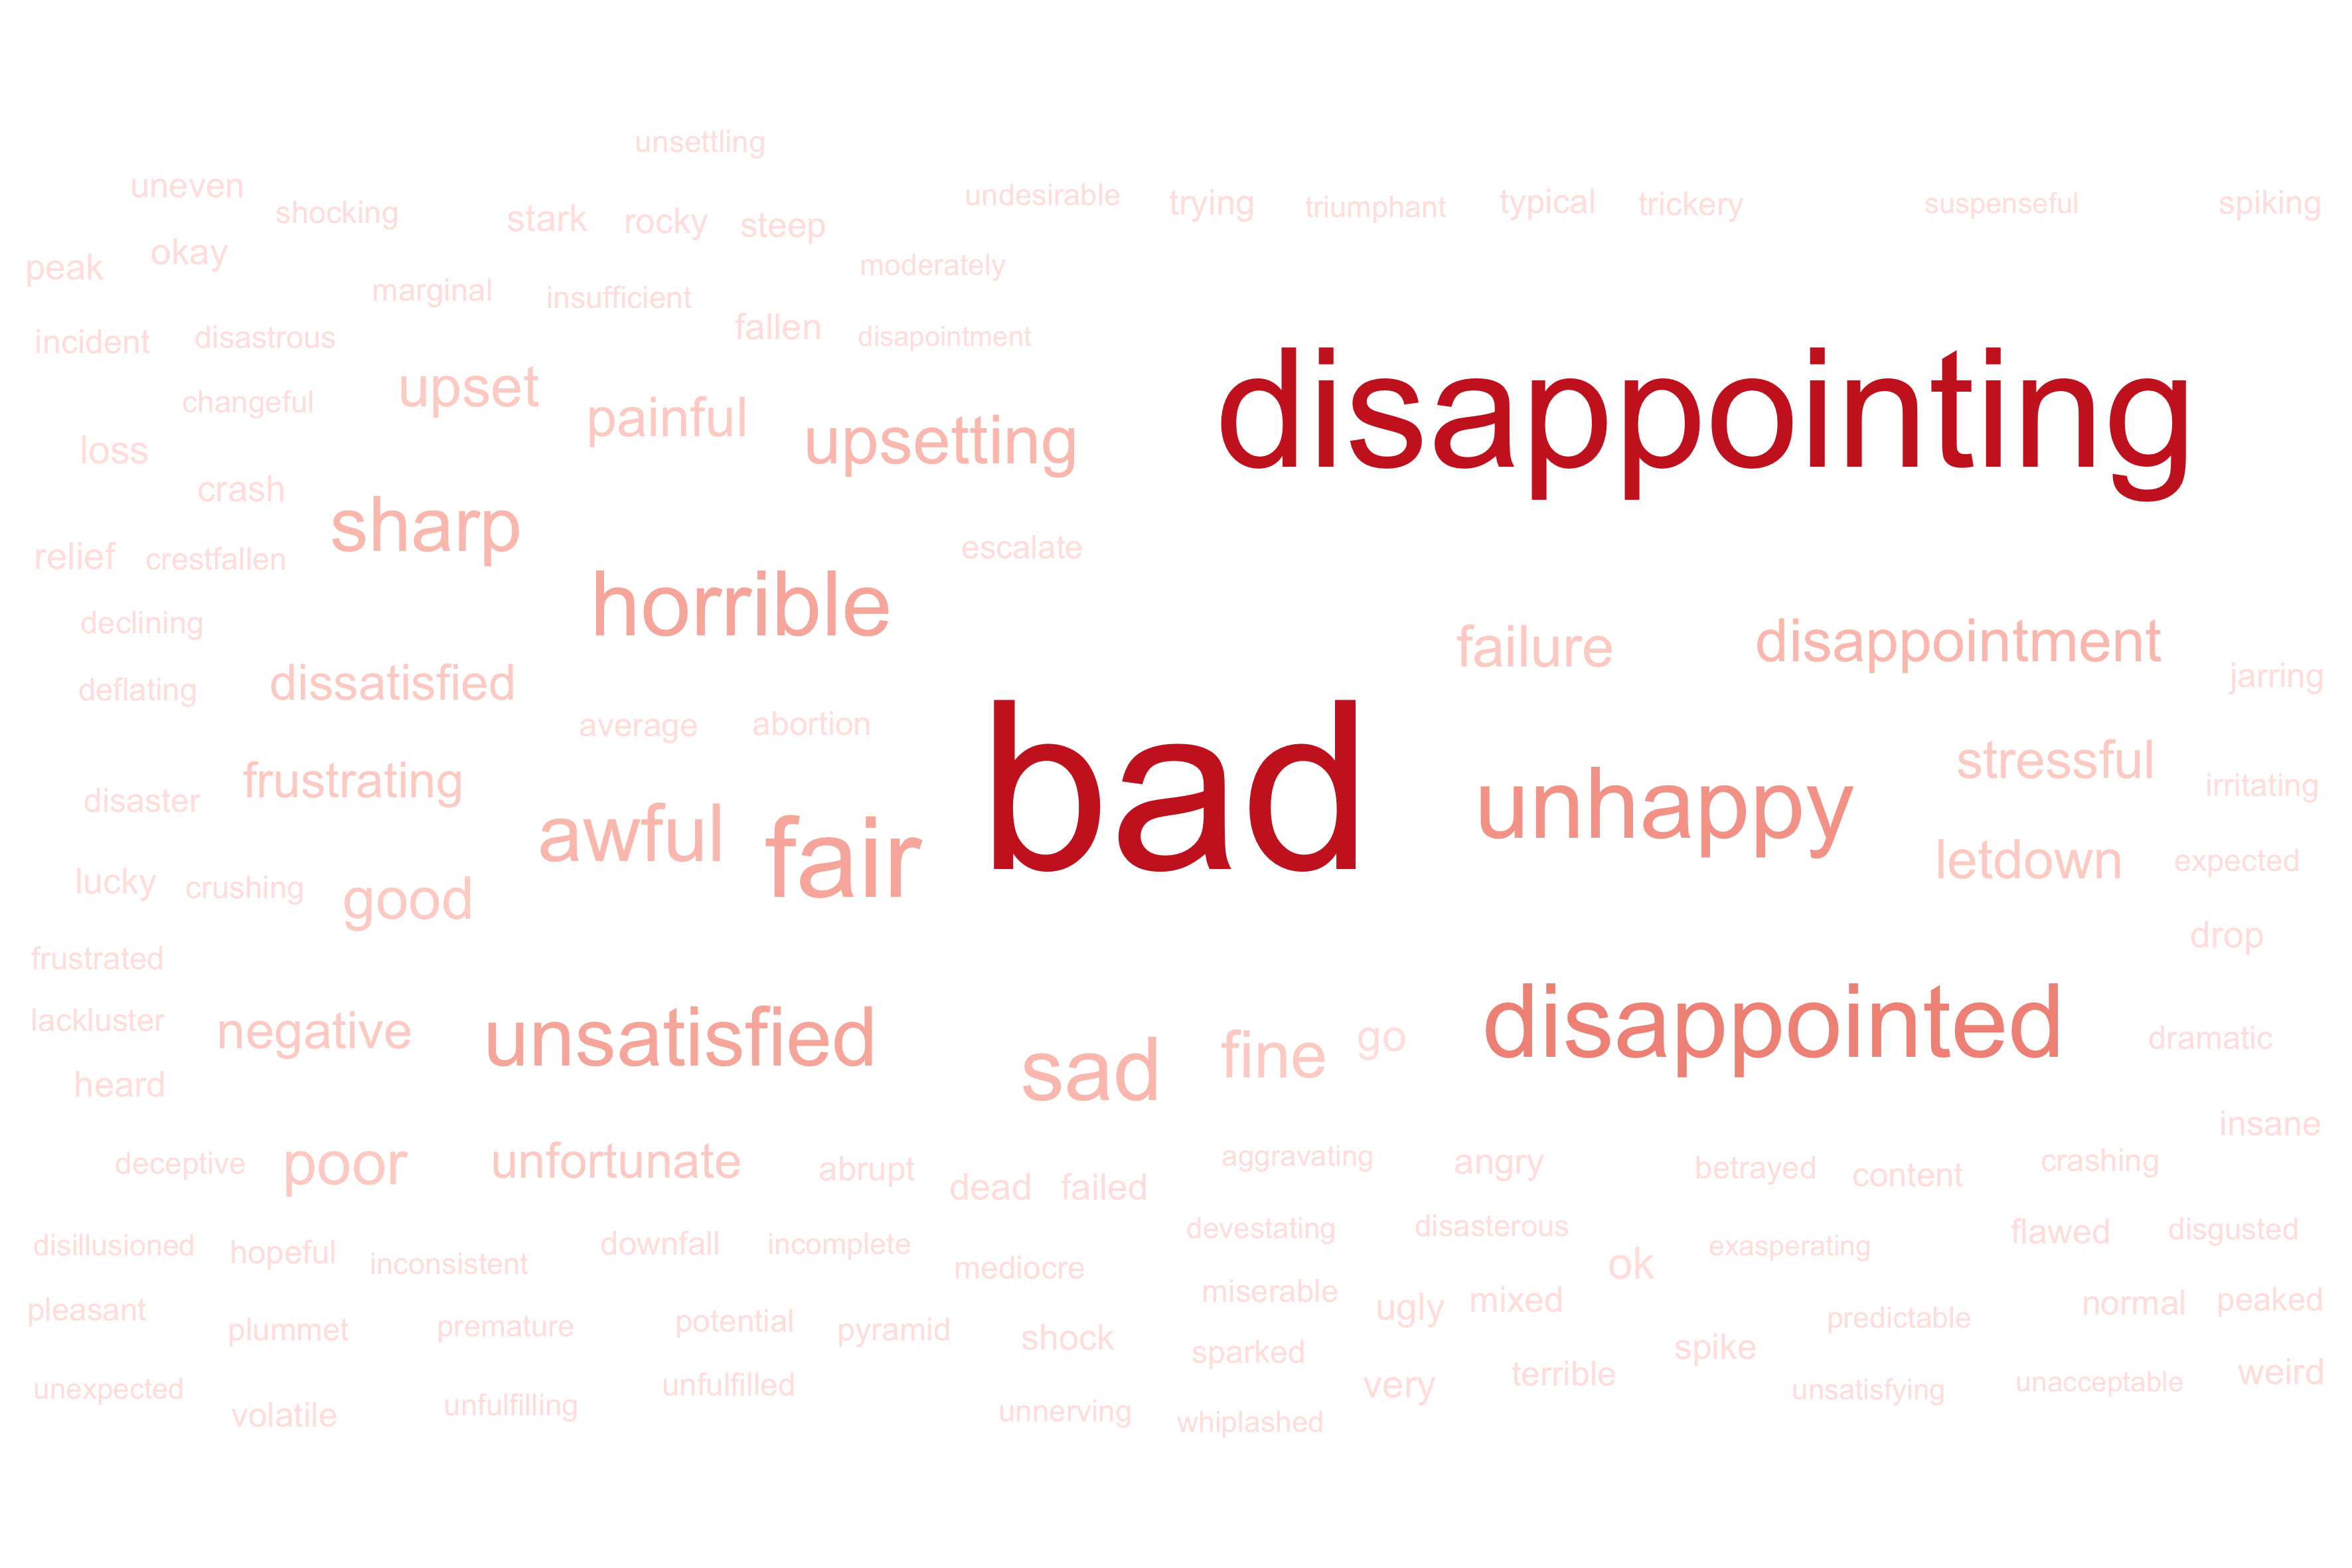 unsettling
uneven
shocking
stark
rocky
steep
undesirable
trying
triumphant
typical
trickery
suspenseful
spiking
peak
okay
marginal
insufficient
moderately
incident
disastrous
fallen
disapointment
changeful
upset
painful
upsetting
disappointing
loss
crash
sharp
relief
crestfallen
horrible
escalate
declining
failure
disappointment
deflating
dissatisfied
average
abortion
jarring
disaster
frustrating
awful
fair
bad
unhappy
stressful
irritating
lucky
crushing
good
letdown
expected
frustrated
drop
lackluster
negative
unsatisfied
sad
fine
go
disappointed
dramatic
heard
insane
deceptive
poor
unfortunate
abrupt
dead
failed
aggravating
angry
betrayed
content
crashing
disillusioned
hopeful
inconsistent
downfall
incomplete
mediocre
devestating
disasterous
ok
exasperating
flawed
disgusted
pleasant
plummet
premature
potential
pyramid
shock
miserable
sparked
ugly
mixed
spike
predictable
normal
peaked
unexpected
volatile
unfulfilling
unfulfilled
unnerving
whiplashed
very
terrible
unsatisfying
unacceptable
weird